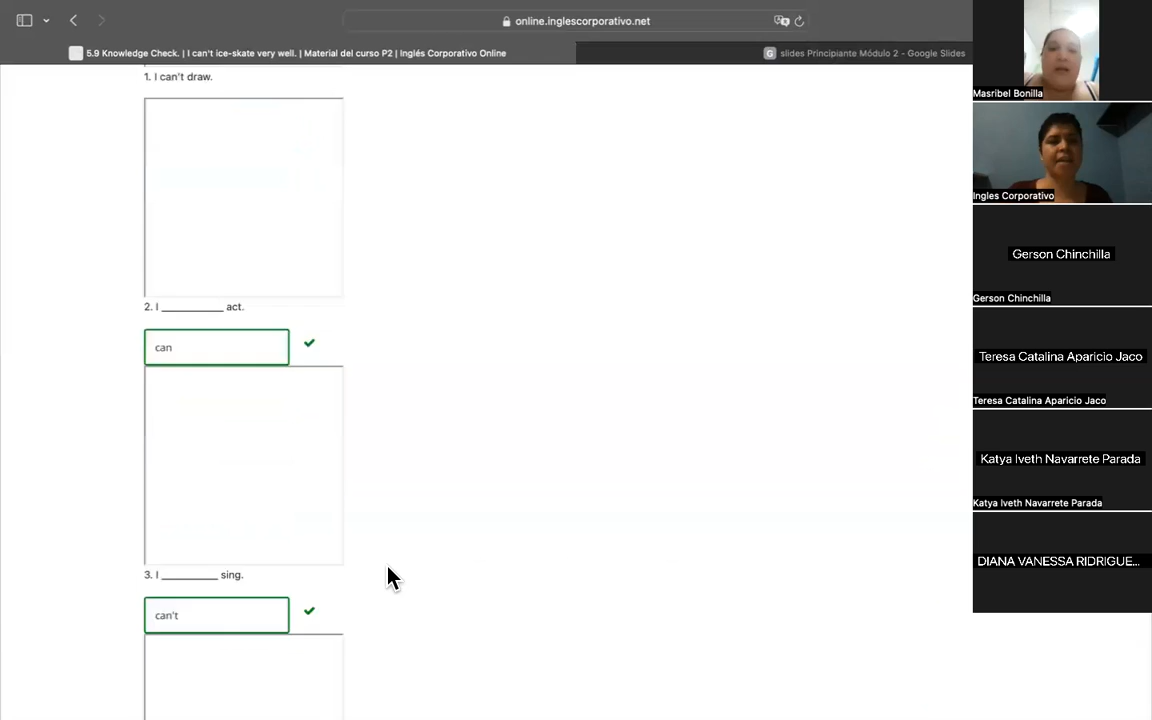 online.inglescorporativo.net
5.9 Knowledge Check. | I can't ice-skate very well. | Material del curso P2 | Inglés Corporativo Online
slides Principiante Módulo 2 - Google Slides
1. I can't draw.
2. I ____________ act.
can
3. I ___________ sing.
can't
Masribel Bonilla
Ingles Corporativo
Gerson Chinchilla
Gerson Chinchilla
Teresa Catalina Aparicio Jaco
Teresa Catalina Aparicio Jaco
Katya Iveth Navarrete Parada
Katya Iveth Navarrete Parada
DIANA VANESSA RIDRIGUE...